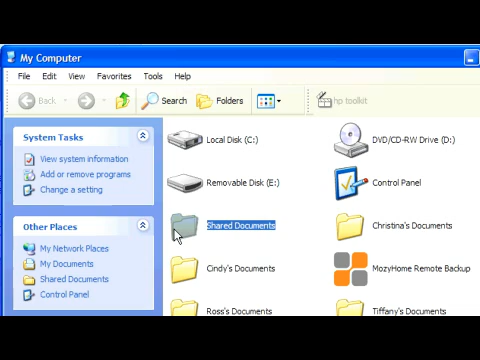 My Computer
File Edit View Favorites Tools Help
Back Search Folders hp toolkit
System Tasks
View system information
Add or remove programs
Change a setting
Other Places
My Network Places
My Documents
Shared Documents
Control Panel
Local Disk (C:) DVD/CD-RW Drive (D:)
Removable Disk (E:) Control Panel
Shared Documents Christina's Documents
Cindy's Documents MozyHome Remote Backup
Ross's Documents Tiffany's Documents